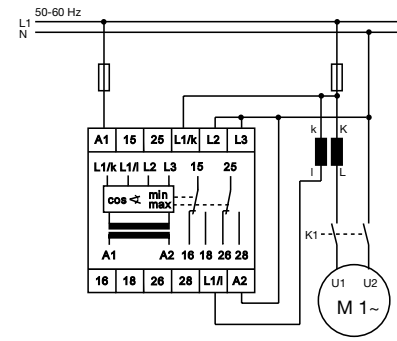 50-60 Hz
L1
N
A1 15 25 L1/k L2 L3
L1/k L1/l L2 L3 15 25
cos ∢ min max
A1 A2 16 18 26 28
16 18 26 28 L1/l A2
k K
l L
K1
U1 U2
M 1~